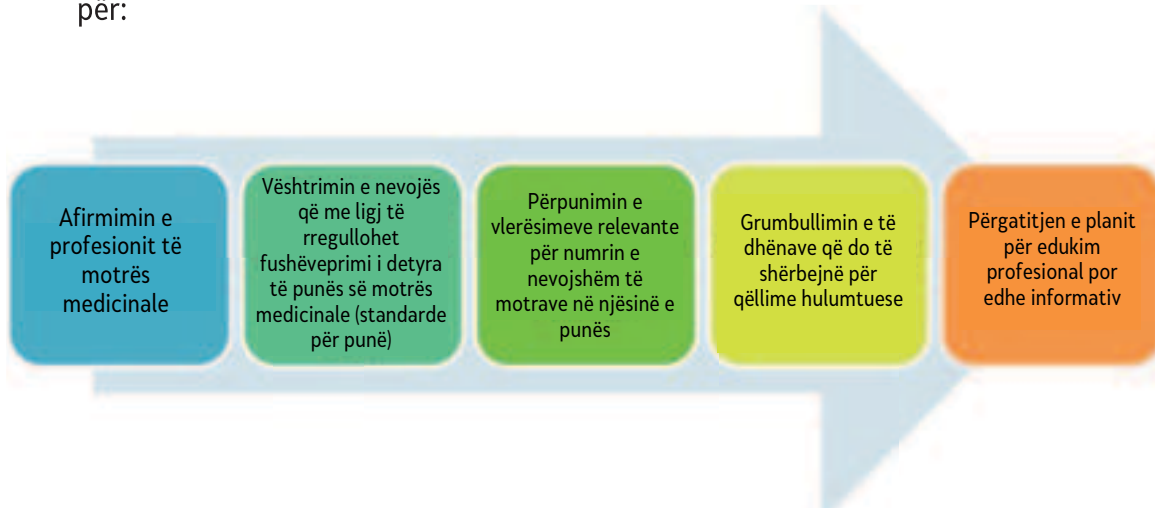 për:
Afirmimin e
profesionit të
motrës
medicinale
Vështrimin e nevojës
që me ligj të
rregullohet
fushëveprimi i detyra
të punës së motrës
medicinale (standarde
për punë)
Përpunimin e
vlerësimeve relevante
për numrin e
nevojshëm të
motrave në njësinë e
punës
Grumbullimin e të
dhënave që do të
shërbejnë për
qëllime hulumtuese
Përgatitjen e planit
për edukim
profesional por
edhe informativ